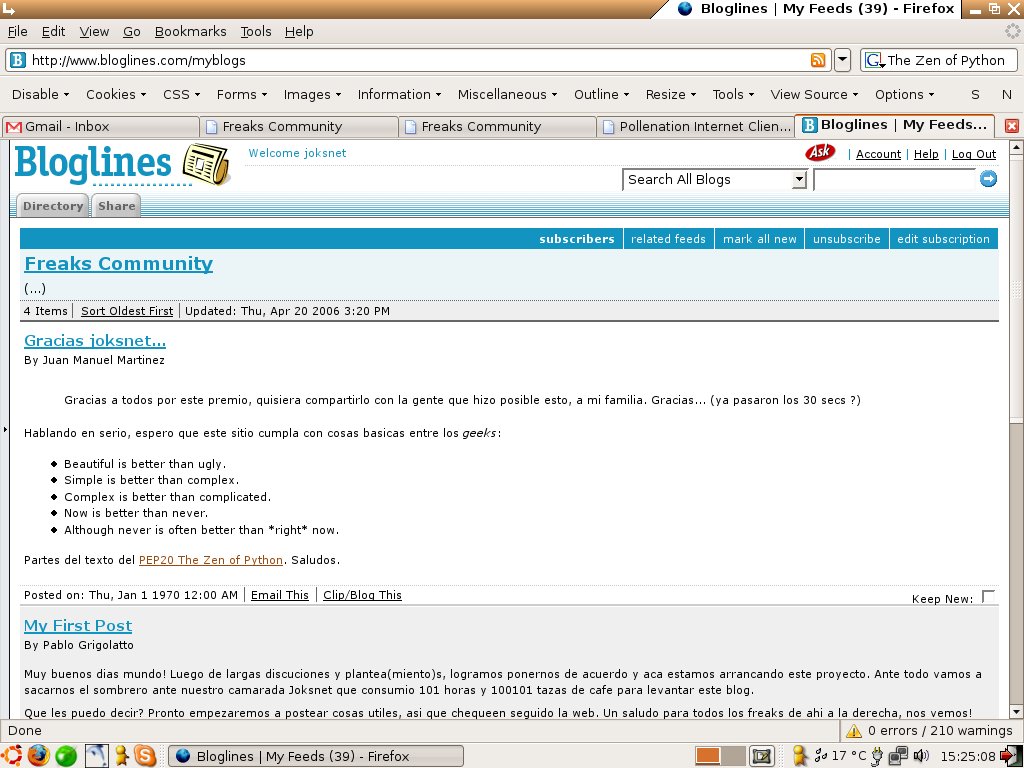 Bloglines | My Feeds (39) - Firefox
File Edit View Go Bookmarks Tools Help
http://www.bloglines.com/myblogs
The Zen of Python
Disable Cookies CSS Forms Images Information Miscellaneous Outline Resize Tools View Source Options S N
Gmail - Inbox
Freaks Community
Freaks Community
Pollenation Internet Clien...
Bloglines | My Feeds...
Bloglines
Welcome joksnet
Ask | Account | Help | Log Out
Search All Blogs
Directory Share
subscribers related feeds mark all new unsubscribe edit subscription
Freaks Community
(...)
4 Items | Sort Oldest First | Updated: Thu, Apr 20 2006 3:20 PM
Gracias joksnet...
By Juan Manuel Martinez
Gracias a todos por este premio, quisiera compartirlo con la gente que hizo posible esto, a mi familia. Gracias... (ya pasaron los 30 secs ?)
Hablando en serio, espero que este sitio cumpla con cosas basicas entre los geeks:
Beautiful is better than ugly.
Simple is better than complex.
Complex is better than complicated.
Now is better than never.
Although never is often better than *right* now.
Partes del texto del PEP20 The Zen of Python. Saludos.
Posted on: Thu, Jan 1 1970 12:00 AM | Email This | Clip/Blog This
Keep New:
My First Post
By Pablo Grigolatto
Muy buenos dias mundo! Luego de largas discuciones y plantea(miento)s, logramos ponernos de acuerdo y aca estamos arrancando este proyecto. Ante todo vamos a
sacarnos el sombrero ante nuestro camarada Joksnet que consumio 101 horas y 100101 tazas de cafe para levantar este blog.
Que les puedo decir? Pronto empezaremos a postear cosas utiles, asi que chequeen seguido la web. Un saludo para todos los freaks de ahi a la derecha, nos vemos!
Done
0 errors / 210 warnings
Bloglines | My Feeds (39) - Firefox
17 °C
15:25:08